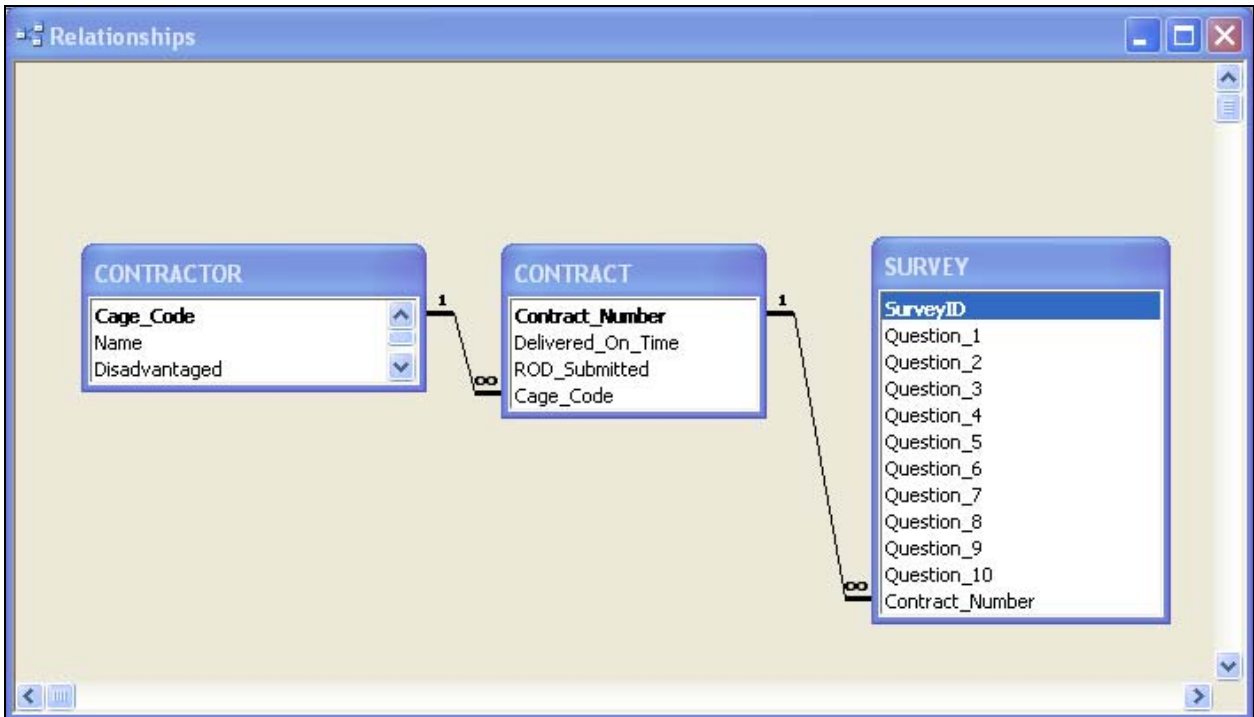 Relationships
CONTRACTOR
Cage_Code
Name
Disadvantaged
1
∞
CONTRACT
Contract_Number
Delivered_On_Time
ROD_Submitted
Cage_Code
1
∞
SURVEY
SurveyID
Question_1
Question_2
Question_3
Question_4
Question_5
Question_6
Question_7
Question_8
Question_9
Question_10
Contract_Number